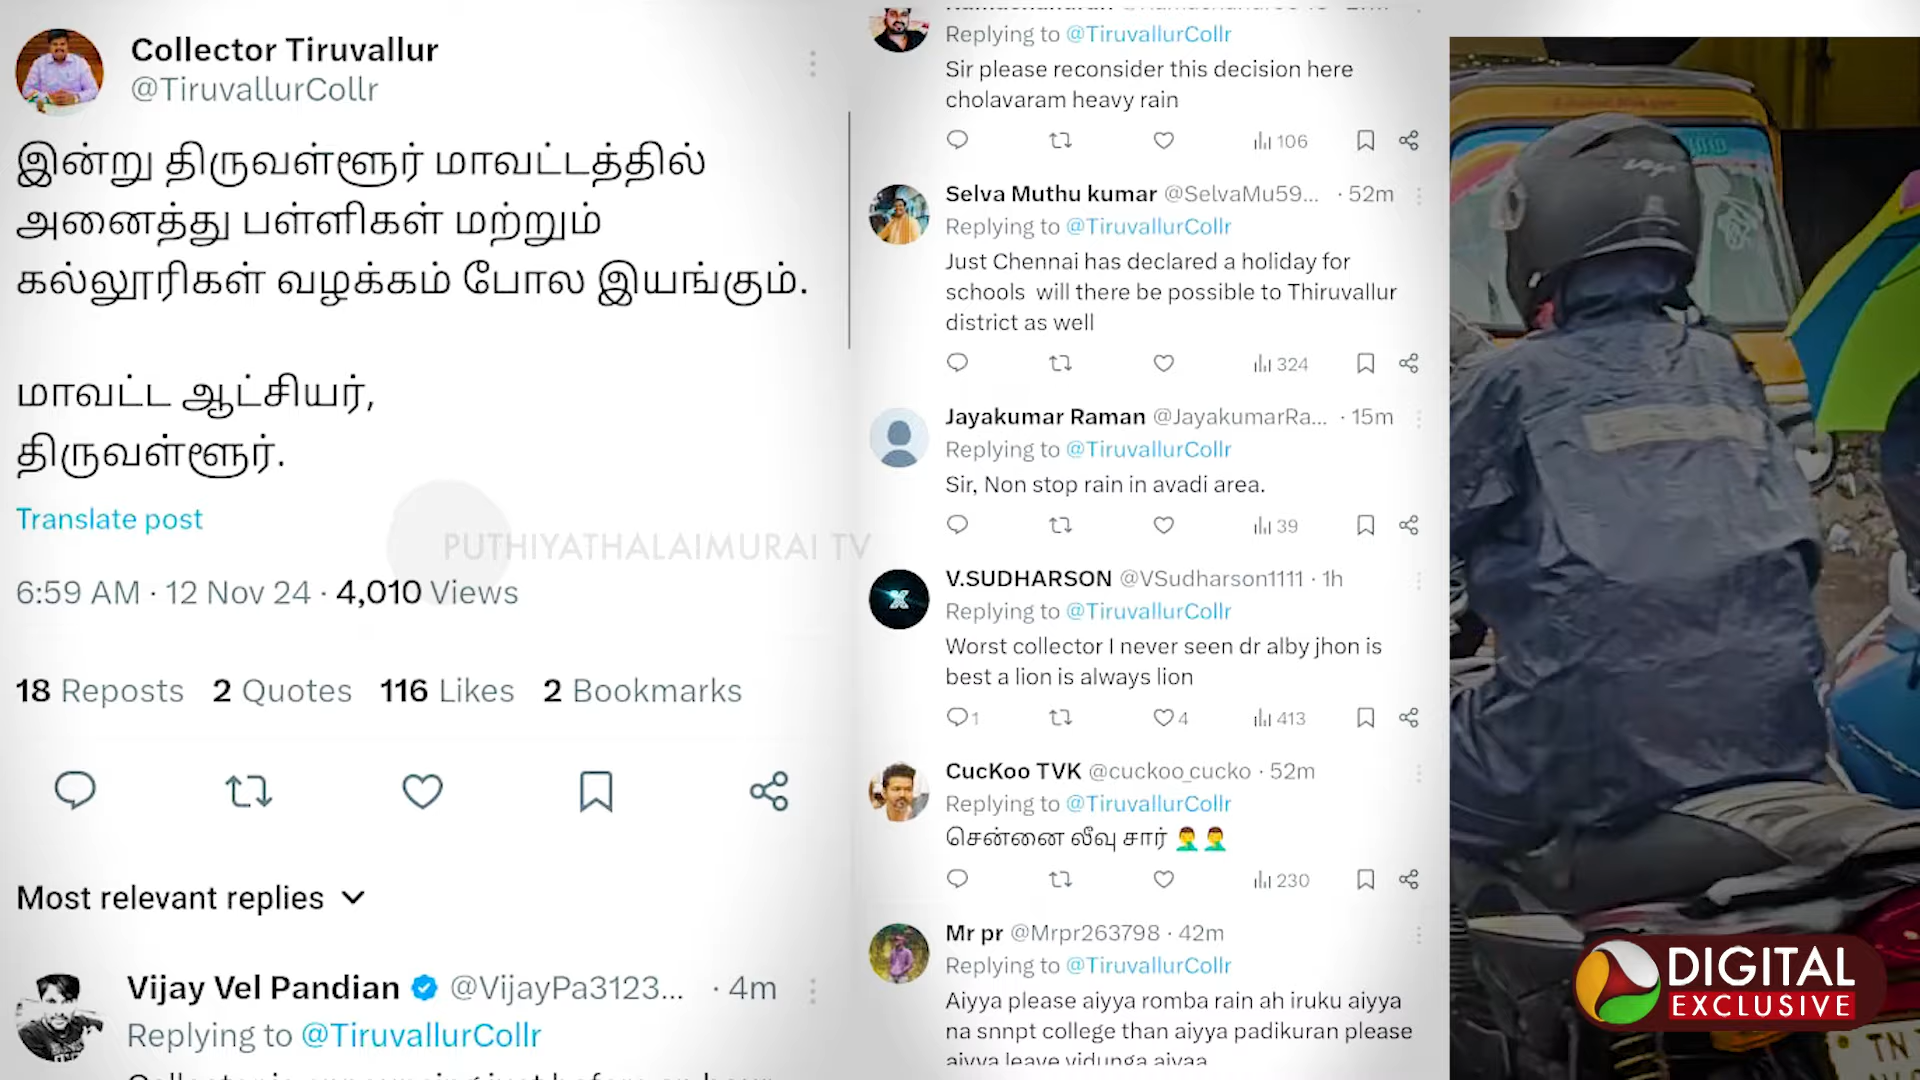 Collector Tiruvallur
@TiruvallurCollr
இன்று திருவள்ளூர் மாவட்டத்தில்
அனைத்து பள்ளிகள் மற்றும்
கல்லூரிகள் வழக்கம் போல இயங்கும்.
மாவட்ட ஆட்சியர்,
திருவள்ளூர்.
Translate post
6:59 AM · 12 Nov 24 · 4,010 Views
18 Reposts 2 Quotes 116 Likes 2 Bookmarks
Most relevant replies
Vijay Vel Pandian @VijayPa3123... · 4m
Replying to @TiruvallurCollr
PUTHIYATHALAIMURAI TV
Replying to @TiruvallurCollr
Sir please reconsider this decision here
cholavaram heavy rain
106
Selva Muthu kumar @SelvaMu59... · 52m
Replying to @TiruvallurCollr
Just Chennai has declared a holiday for
schools will there be possible to Thiruvallur
district as well
324
Jayakumar Raman @JayakumarRa... · 15m
Replying to @TiruvallurCollr
Sir, Non stop rain in avadi area.
39
V.SUDHARSON @VSudharson1111 · 1h
Replying to @TiruvallurCollr
Worst collector I never seen dr alby jhon is
best a lion is always lion
1 4 413
CucKoo TVK @cuckoo_cucko · 52m
Replying to @TiruvallurCollr
சென்னை லீவு சார் 🤦‍♂️🤦‍♂️
230
Mr pr @Mrpr263798 · 42m
Replying to @TiruvallurCollr
Aiyya please aiyya romba rain ah iruku aiyya
na snnpt college than aiyya padikuran please
aiyya leave vidunga aiyaa
DIGITAL
EXCLUSIVE
TN